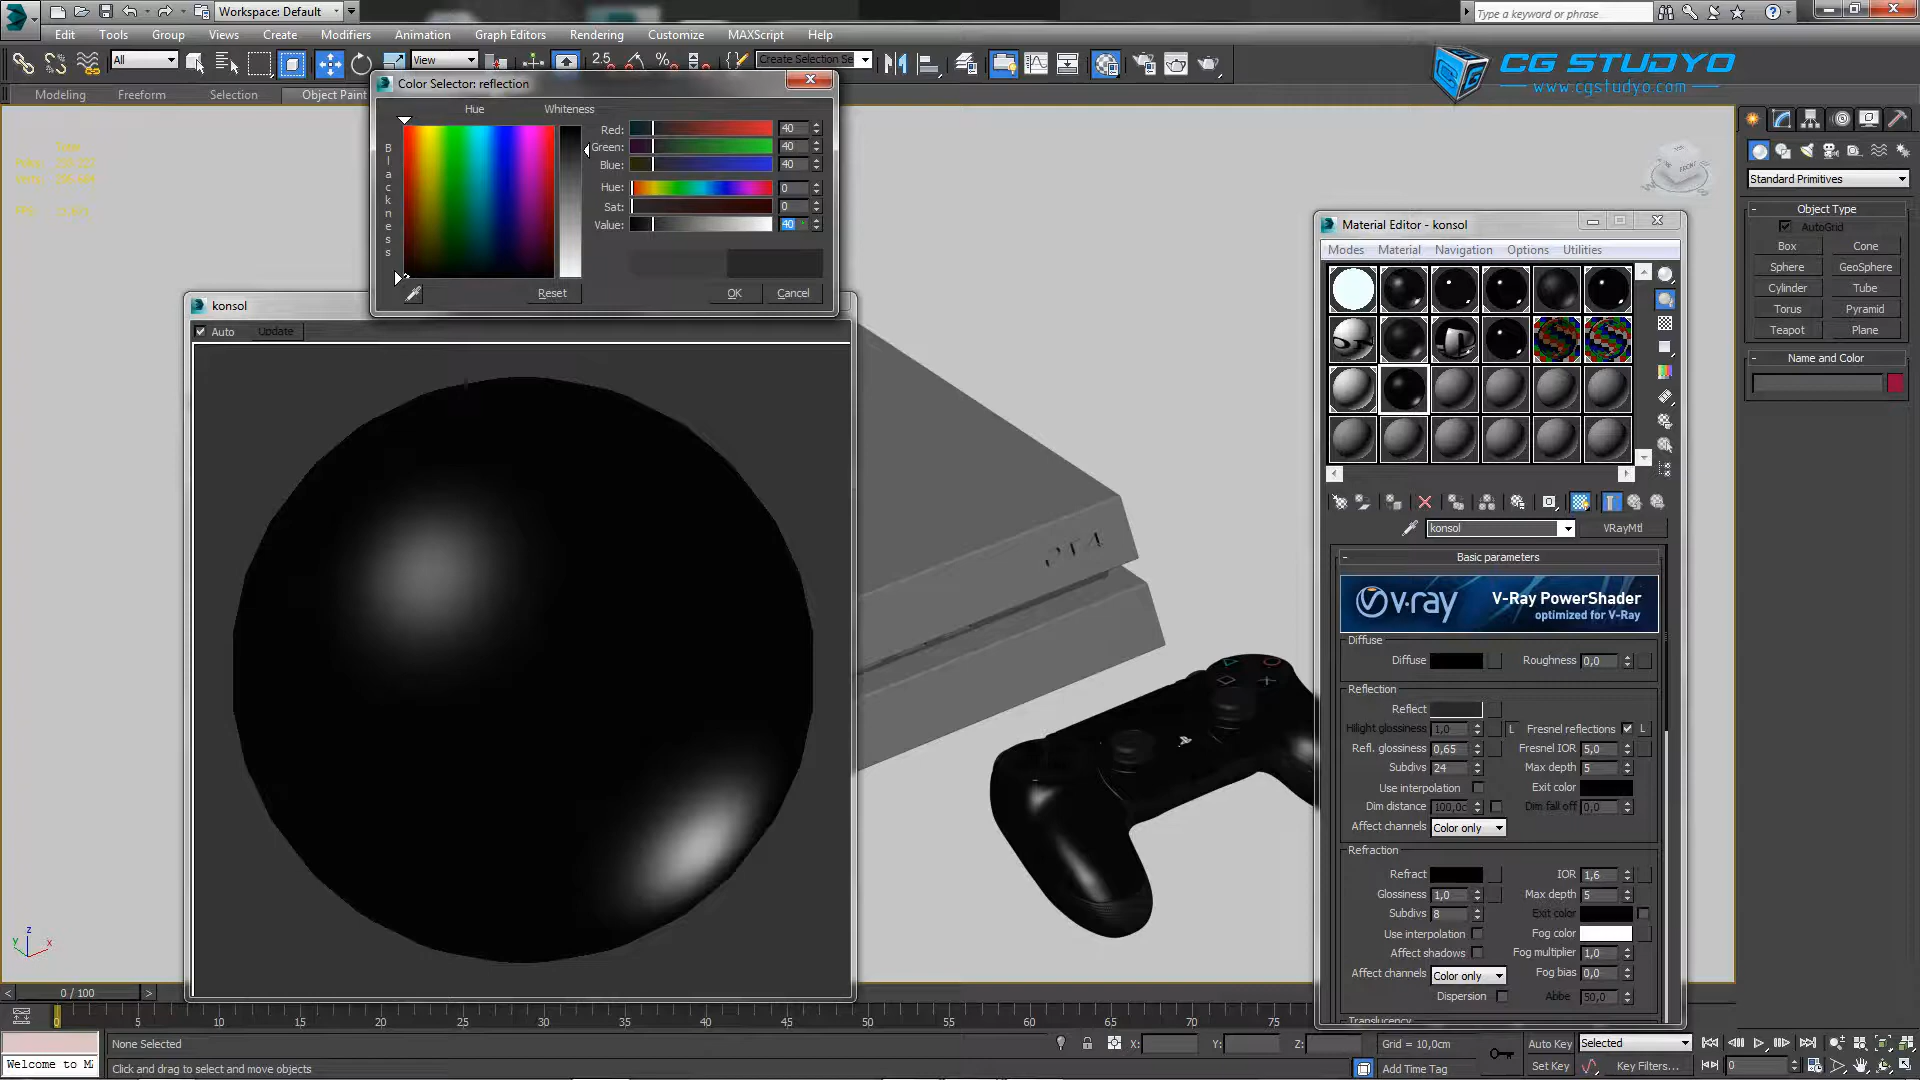 Workspace: Default
Type a keyword or phrase
Edit Tools Group Views Create Modifiers Animation Graph Editors Rendering Customize MAXScript Help
All
View
2.5
Create Selection Se
CG STUDYO
www.cgstudyo.com
Modeling Freeform Selection Object Paint
Color Selector: reflection
Hue
Whiteness
Blackness
Red: 40
Green: 40
Blue: 40
Hue: 0
Sat: 0
Value: 40
Reset
OK
Cancel
konsol
Auto
Update
PS4
Material Editor - konsol
Modes Material Navigation Options Utilities
konsol
VRayMtl
Basic parameters
v-ray
V-Ray PowerShader
optimized for V-Ray
Diffuse
Diffuse
Roughness 0,0
Reflection
Reflect
Hilight glossiness 1,0 L Fresnel reflections L
Refl. glossiness 0,65 Fresnel IOR 5,0
Subdivs 24 Max depth 5
Use interpolation Exit color
Dim distance 100,0c Dim fall off 0,0
Affect channels Color only
Refraction
Refract IOR 1,6
Glossiness 1,0 Max depth 5
Subdivs 8 Exit color
Use interpolation Fog color
Affect shadows Fog multiplier 1,0
Affect channels Color only Fog bias 0,0
Dispersion Abbe 50,0
Translucency
Standard Primitives
Object Type
AutoGrid
Box Cone
Sphere GeoSphere
Cylinder Tube
Torus Pyramid
Teapot Plane
Name and Color
FRONT
z
y x
0 / 100
5 10 15 20 25 30 35 40 45 50 55 60 65 70 75
None Selected
X: Y: Z:
Grid = 10,0cm
Auto Key Selected
Welcome to M
Click and drag to select and move objects
Add Time Tag
Set Key
Key Filters...
0